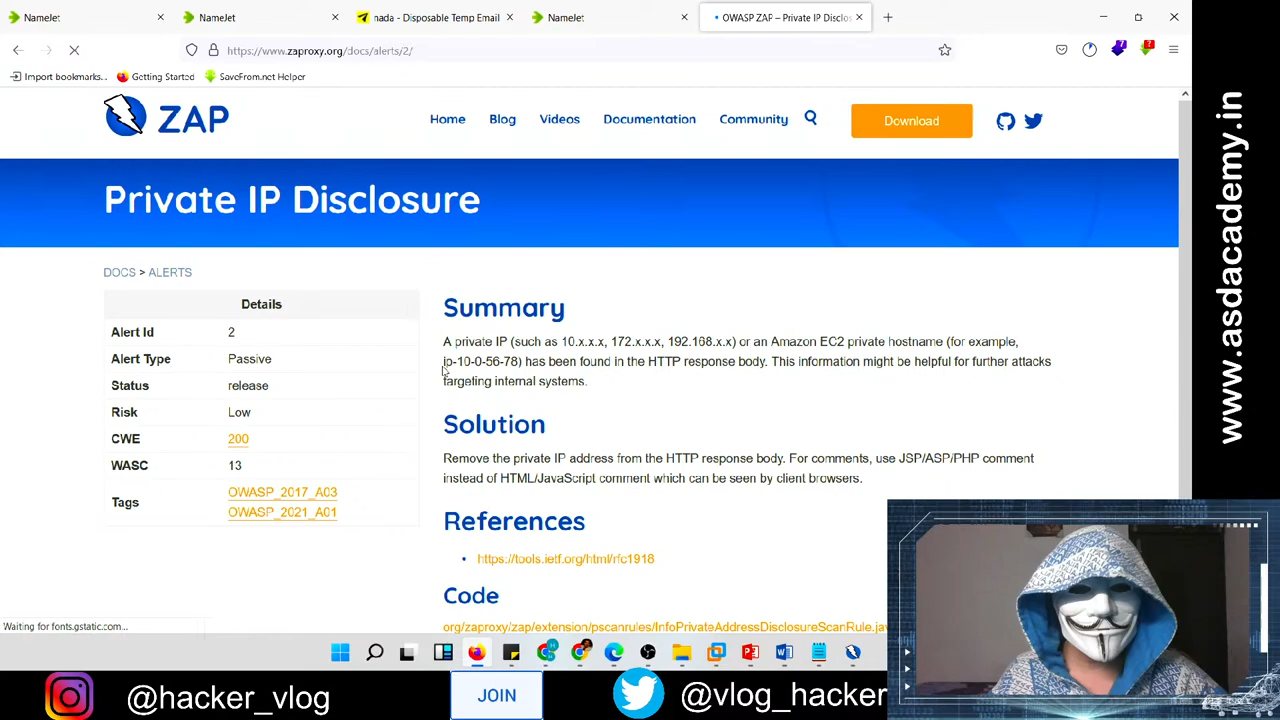 NameJet
NameJet
nada - Disposable Temp Email
NameJet
OWASP ZAP – Private IP Disclos
https://www.zaproxy.org/docs/alerts/2/
Import bookmarks...
Getting Started
SaveFrom.net Helper
ZAP
Home
Blog
Videos
Documentation
Community
Download
Private IP Disclosure
DOCS > ALERTS
Details
Alert Id 2
Alert Type Passive
Status release
Risk Low
CWE 200
WASC 13
Tags OWASP_2017_A03
OWASP_2021_A01
Summary
A private IP (such as 10.x.x.x, 172.x.x.x, 192.168.x.x) or an Amazon EC2 private hostname (for example,
ip-10-0-56-78) has been found in the HTTP response body. This information might be helpful for further attacks
targeting internal systems.
Solution
Remove the private IP address from the HTTP response body. For comments, use JSP/ASP/PHP comment
instead of HTML/JavaScript comment which can be seen by client browsers.
References
https://tools.ietf.org/html/rfc1918
Code
org/zaproxy/zap/extension/pscanrules/InfoPrivateAddressDisclosureScanRule.jav
Waiting for fonts.gstatic.com...
@hacker_vlog
JOIN
@vlog_hacker
www.asdacademy.in